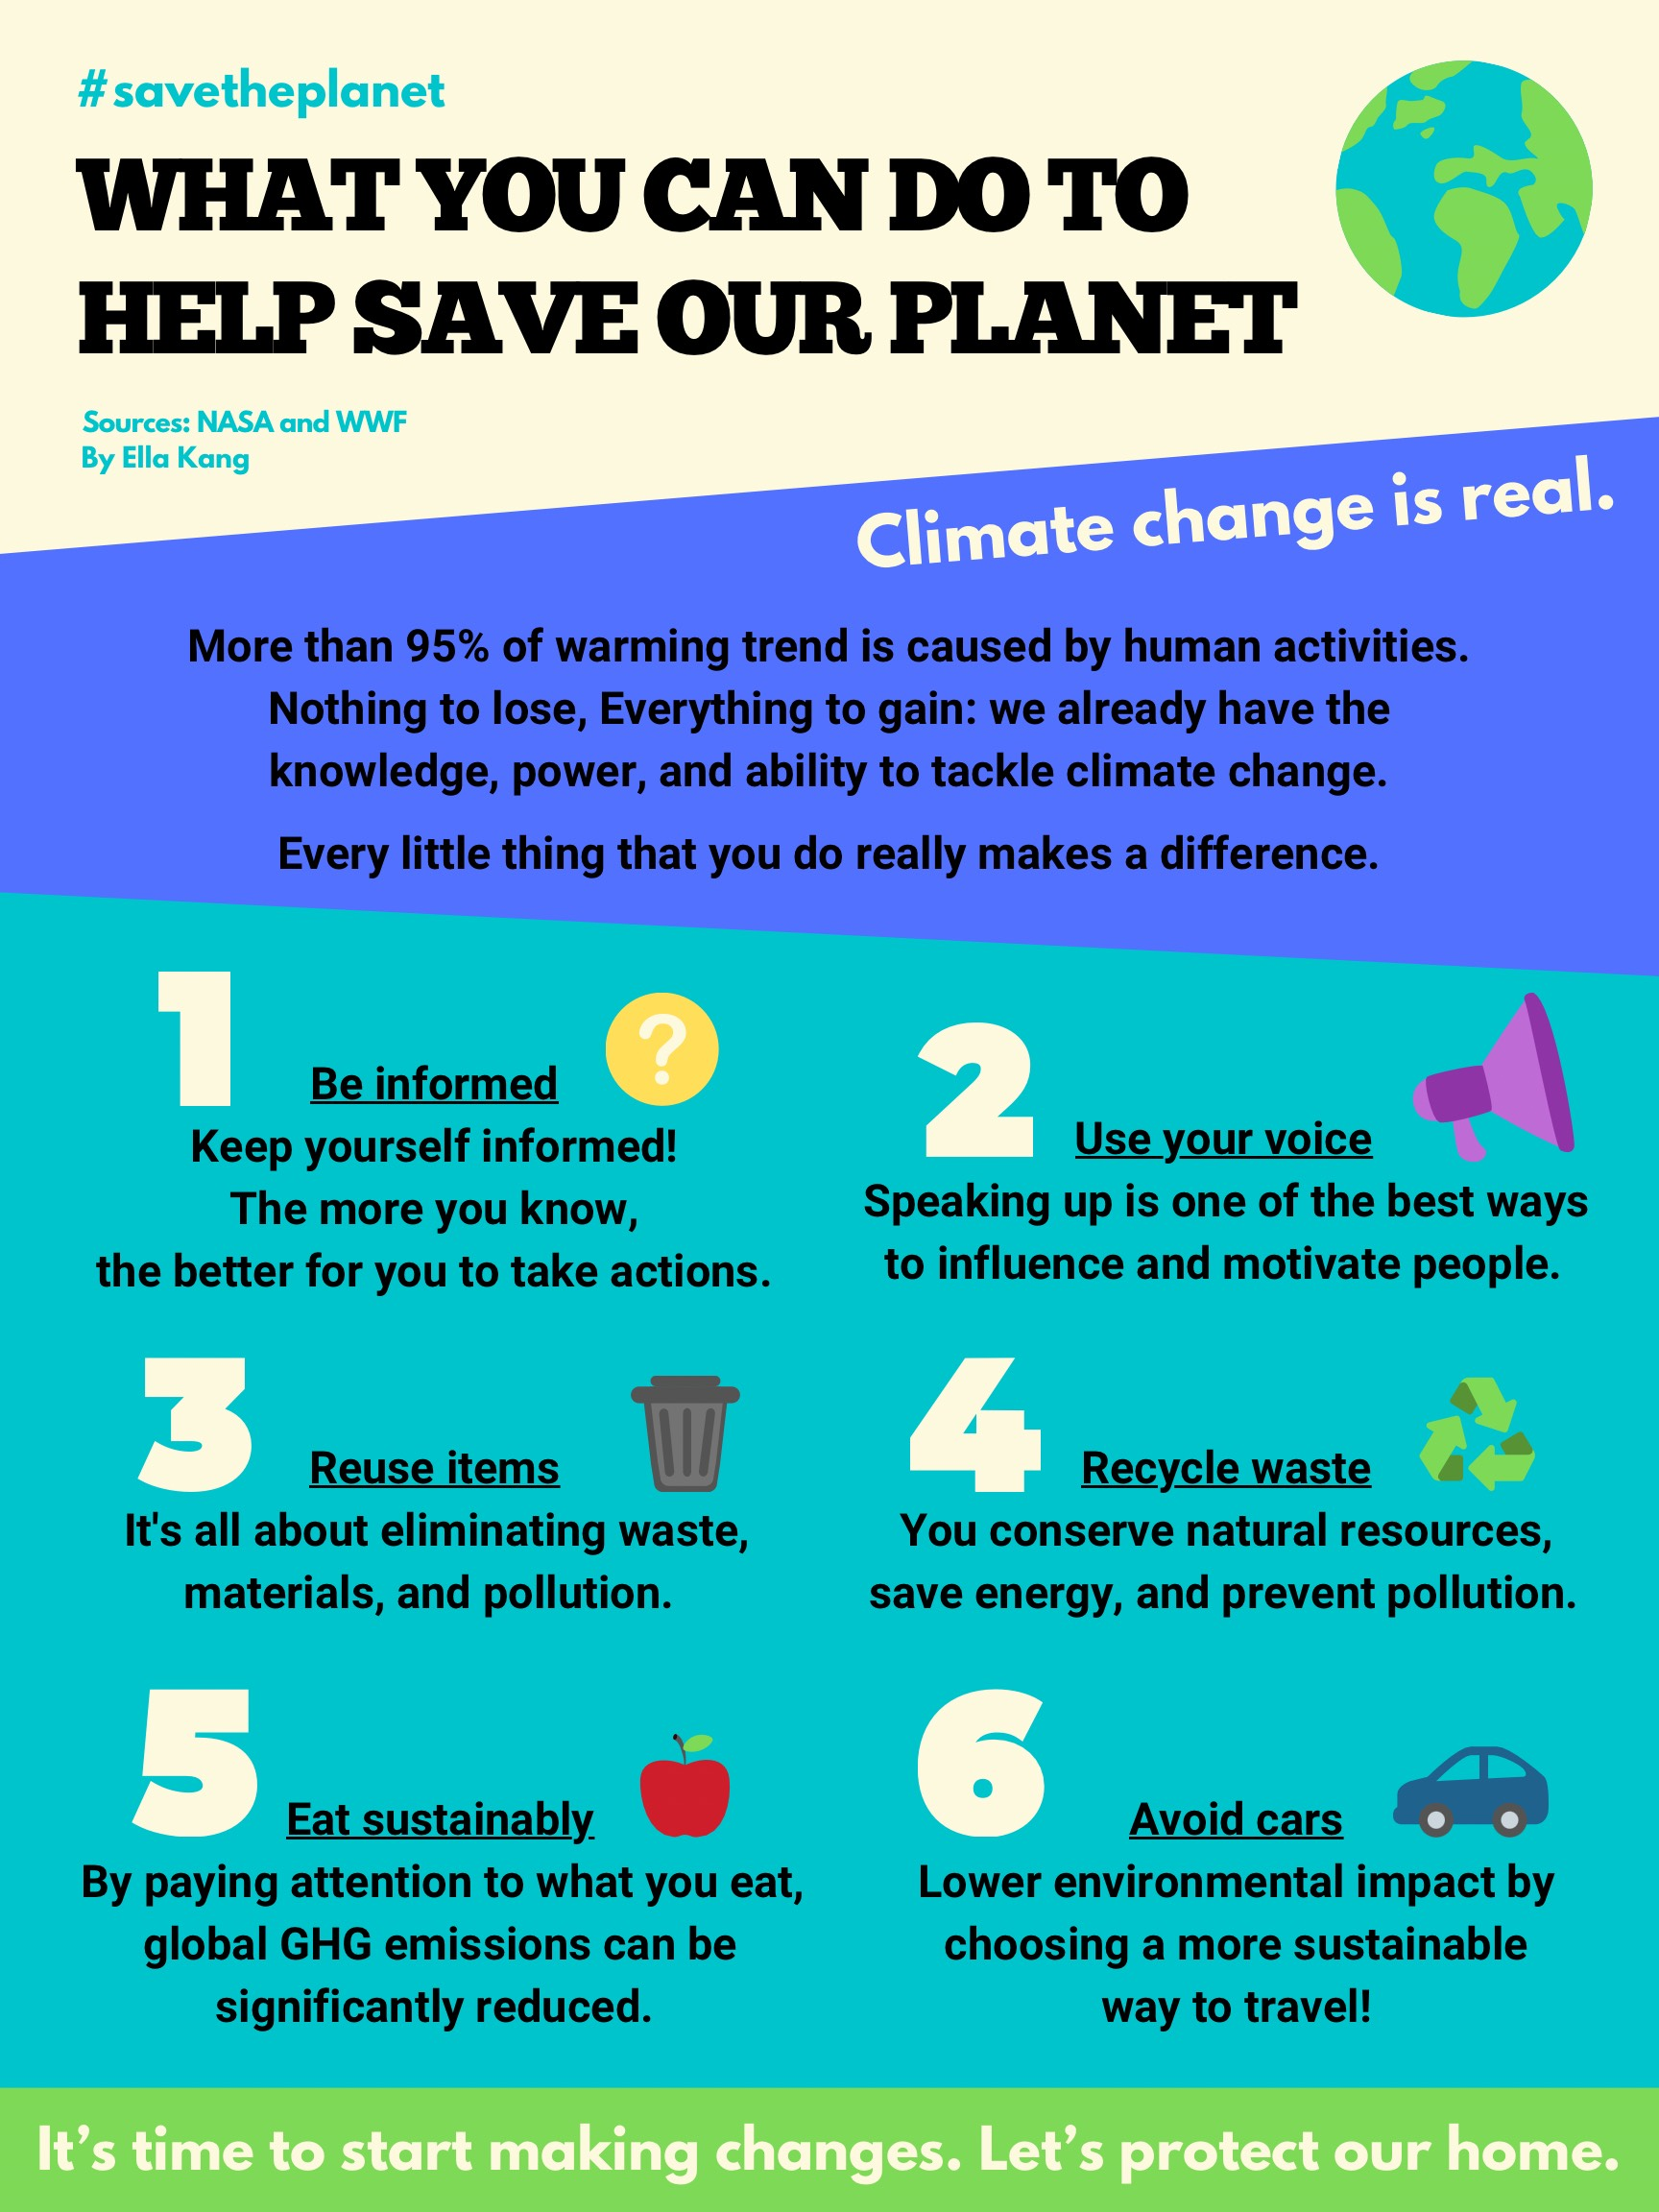 #savetheplanet
WHAT YOU CAN DO TO
HELP SAVE OUR PLANET
Sources: NASA and WWF
By Ella Kang
Climate change is real.
More than 95% of warming trend is caused by human activities.
Nothing to lose, Everything to gain: we already have the
knowledge, power, and ability to tackle climate change.
Every little thing that you do really makes a difference.
1
Be informed
?
Keep yourself informed!
The more you know,
the better for you to take actions.
2
Use your voice
Speaking up is one of the best ways
to influence and motivate people.
3
Reuse items
It's all about eliminating waste,
materials, and pollution.
4
Recycle waste
You conserve natural resources,
save energy, and prevent pollution.
5
Eat sustainably
By paying attention to what you eat,
global GHG emissions can be
significantly reduced.
6
Avoid cars
Lower environmental impact by
choosing a more sustainable
way to travel!
It’s time to start making changes. Let’s protect our home.